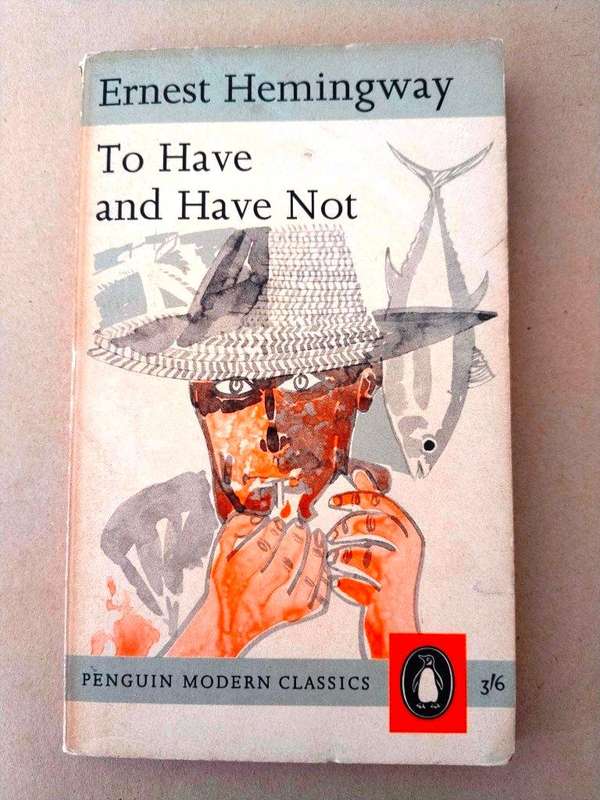 Ernest Hemingway
To Have
and Have Not
PENGUIN MODERN CLASSICS
3/6